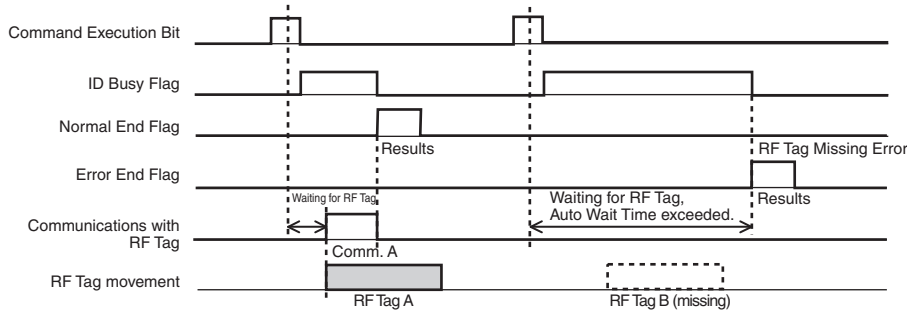 Command Execution Bit
ID Busy Flag
Normal End Flag
Results
RF Tag Missing Error
Error End Flag
Results
Waiting for RF Tag
Waiting for RF Tag,
Auto Wait Time exceeded.
Communications with
RF Tag
Comm. A
RF Tag movement
RF Tag A
RF Tag B (missing)